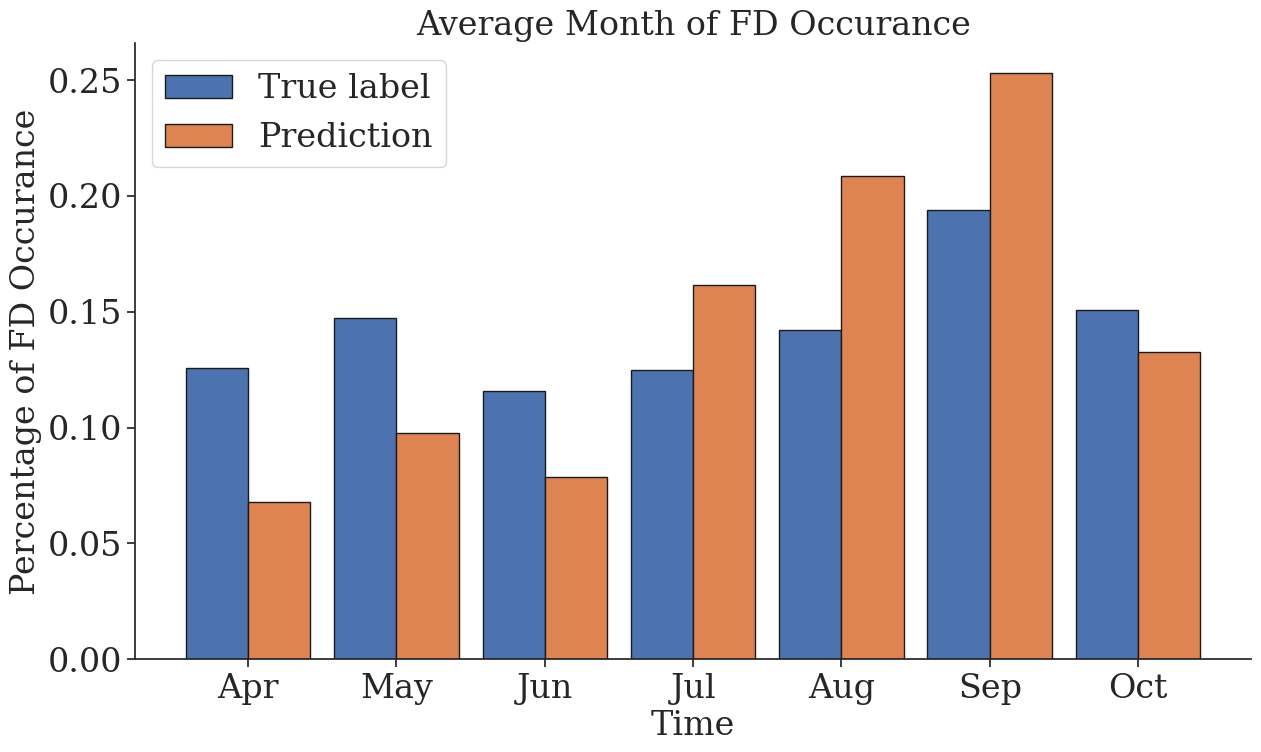 Average Month of FD Occurance
True label
Prediction
Percentage of FD Occurance
0.25
0.20
0.15
0.10
0.05
0.00
Apr May Jun Jul Aug Sep Oct
Time